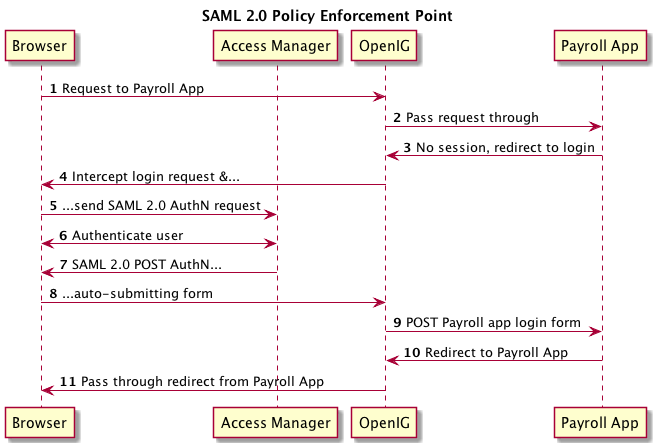 SAML 2.0 Policy Enforcement Point
Browser Access Manager OpenIG Payroll App
1 Request to Payroll App
2 Pass request through
3 No session, redirect to login
4 Intercept login request &...
5 ...send SAML 2.0 AuthN request
6 Authenticate user
7 SAML 2.0 POST AuthN...
8 ...auto-submitting form
9 POST Payroll app login form
10 Redirect to Payroll App
11 Pass through redirect from Payroll App
Browser Access Manager OpenIG Payroll App